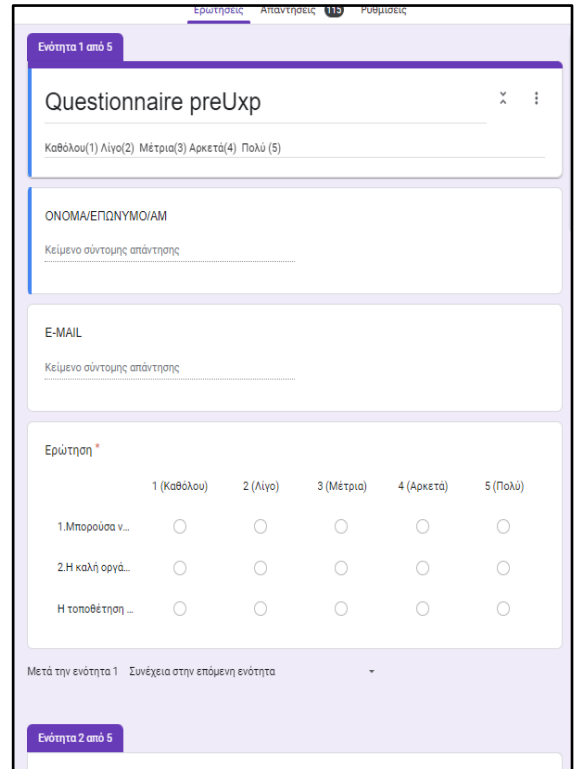 Ερωτήσεις Απαντήσεις 115 Ρυθμίσεις
Ενότητα 1 από 5
Questionnaire preUxp
Καθόλου(1) Λίγο(2) Μέτρια(3) Αρκετά(4) Πολύ (5)
ΟΝΟΜΑ/ΕΠΩΝΥΜΟ/ΑΜ
Κείμενο σύντομης απάντησης
E-MAIL
Κείμενο σύντομης απάντησης
Ερώτηση *
1 (Καθόλου) 2 (Λίγο) 3 (Μέτρια) 4 (Αρκετά) 5 (Πολύ)
1.Μπορούσα ν...
2.Η καλή οργά...
Η τοποθέτηση ...
Μετά την ενότητα 1 Συνέχεια στην επόμενη ενότητα
Ενότητα 2 από 5